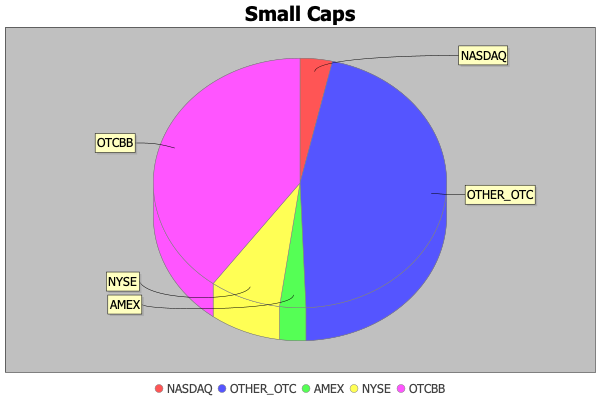 Small Caps
NASDAQ
OTCBB
OTHER_OTC
NYSE
AMEX
NASDAQ OTHER_OTC AMEX NYSE OTCBB